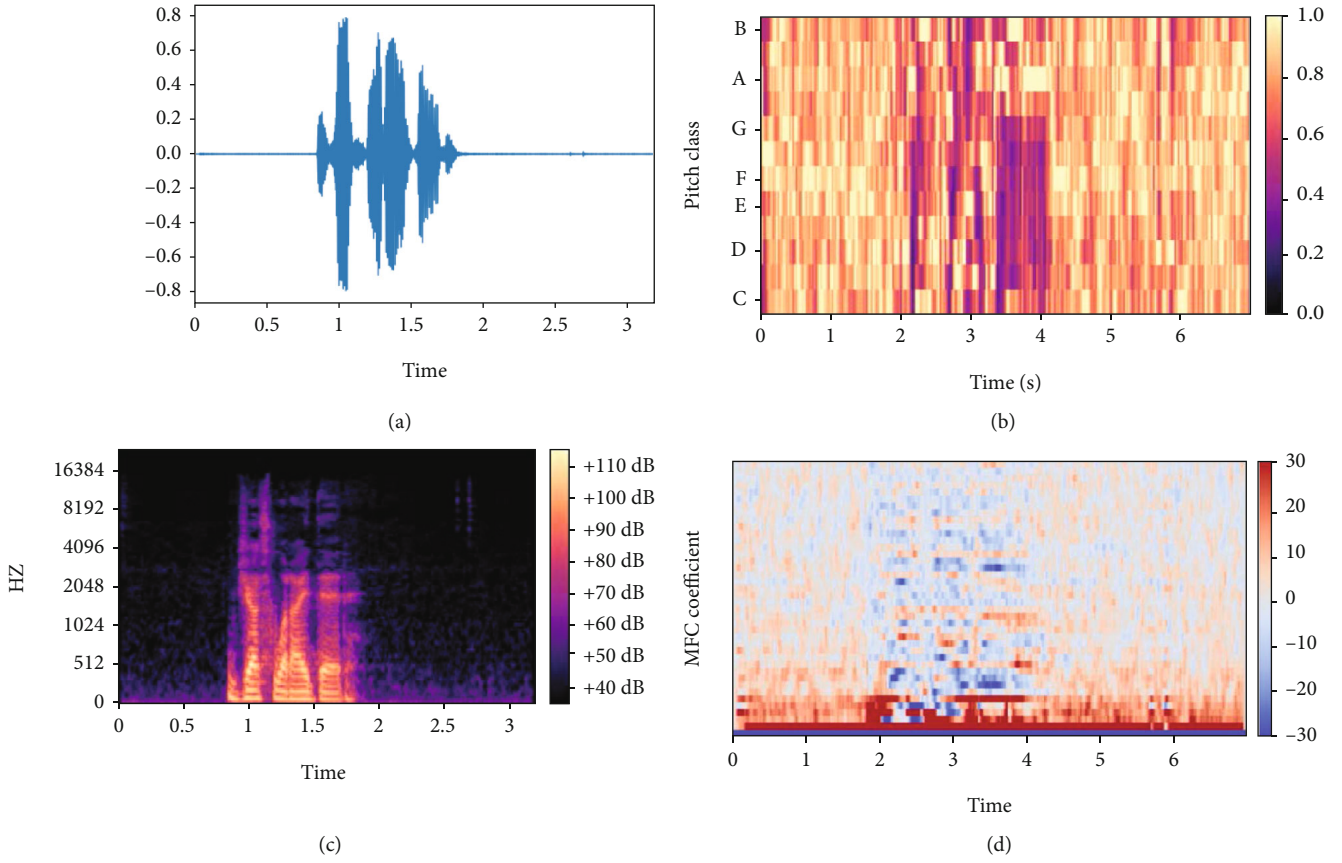 0.8
0.6
0.4
0.2
0.0
−0.2
−0.4
−0.6
−0.8
0 0.5 1 1.5 2 2.5 3
Time
(a)
Pitch class
B
A
G
F
E
D
C
0 1 2 3 4 5 6
Time (s)
1.0
0.8
0.6
0.4
0.2
0.0
(b)
HZ
16384
8192
4096
2048
1024
512
0
0 0.5 1 1.5 2 2.5 3
Time
+110 dB
+100 dB
+90 dB
+80 dB
+70 dB
+60 dB
+50 dB
+40 dB
(c)
MFC coefficient
0 1 2 3 4 5 6
Time
30
20
10
0
−10
−20
−30
(d)